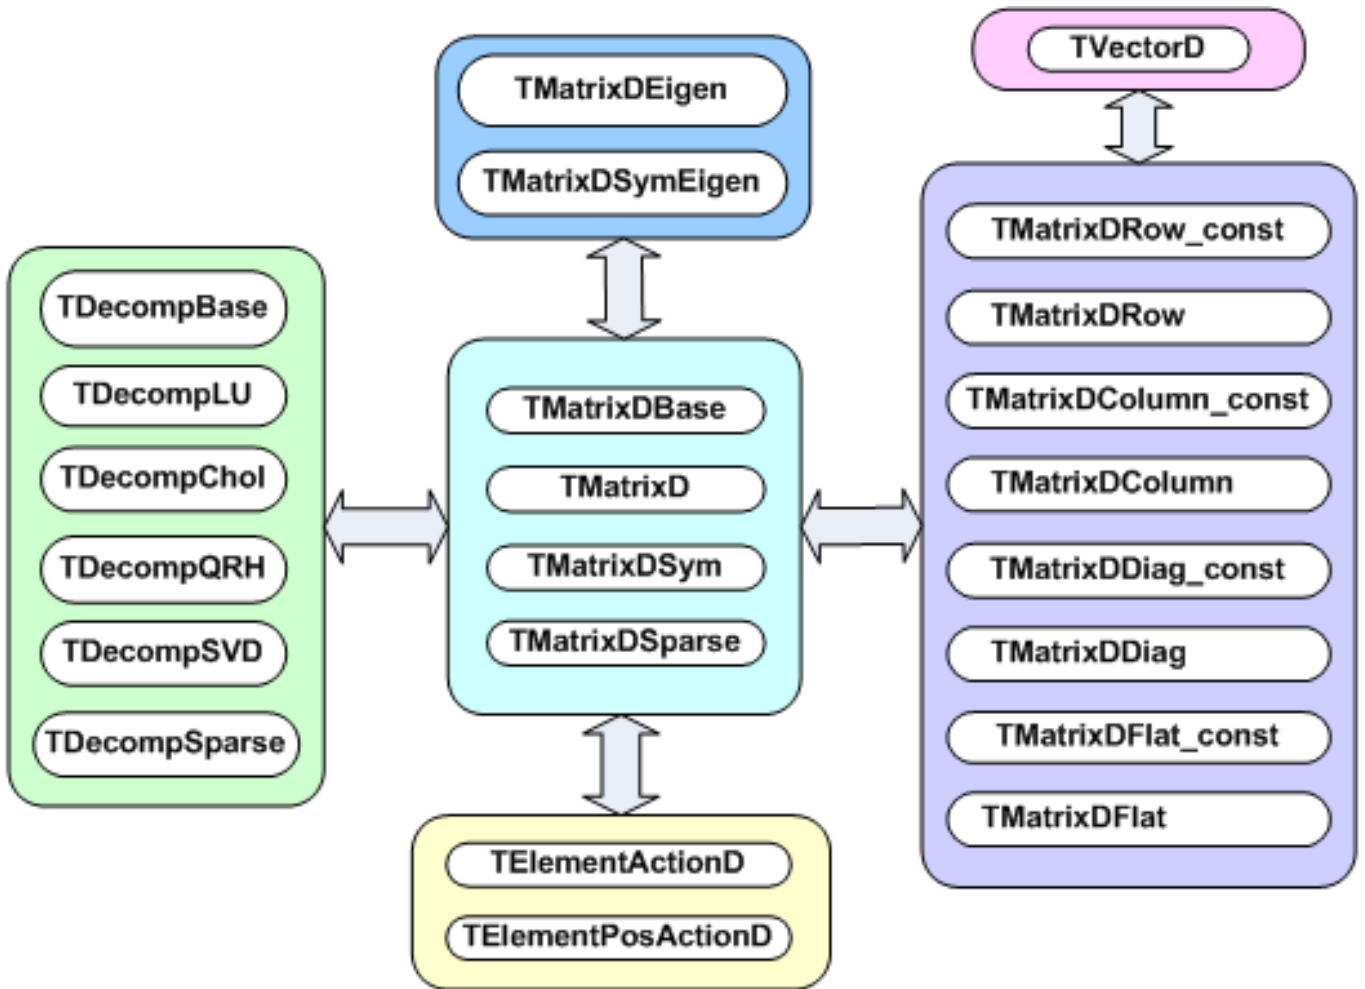 TMatrixDEigen
TMatrixDSymEigen
TVectorD
TDecompBase
TDecompLU
TDecompChol
TDecompQRH
TDecompSVD
TDecompSparse
TMatrixDBase
TMatrixD
TMatrixDSym
TMatrixDSparse
TMatrixDRow_const
TMatrixDRow
TMatrixDColumn_const
TMatrixDColumn
TMatrixDDiag_const
TMatrixDDiag
TMatrixDFlat_const
TMatrixDFlat
TElementActionD
TElementPosActionD